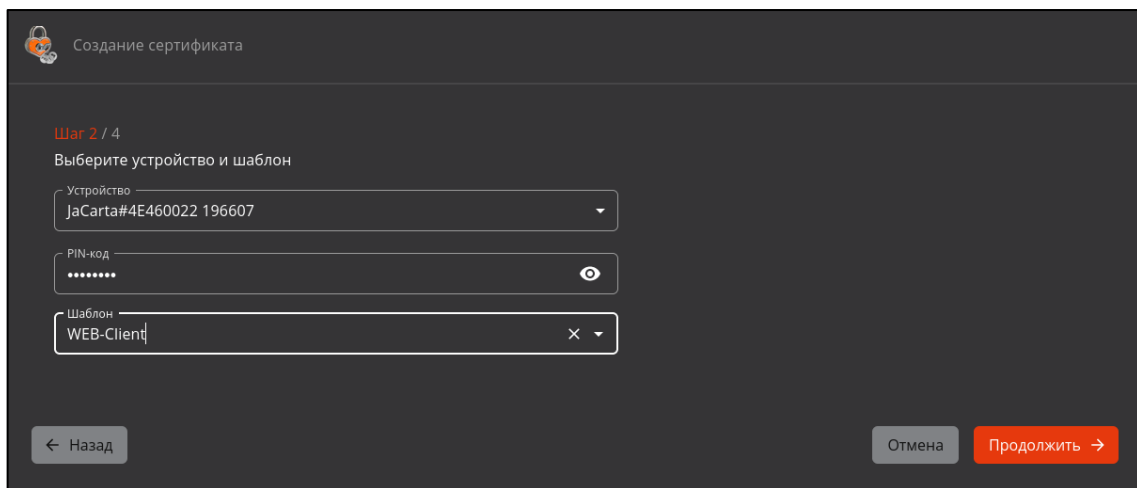 Создание сертификата
Шаг 2 / 4
Выберите устройство и шаблон
Устройство
JaCarta#4E460022 196607
PIN-код
••••••••
Шаблон
WEB-Client
← Назад
Отмена
Продолжить →